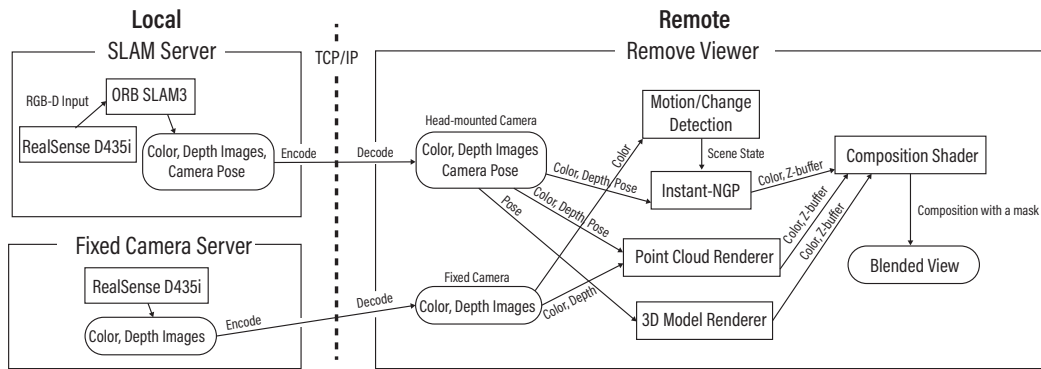 Local
SLAM Server
RGB-D Input
ORB SLAM3
RealSense D435i
Color, Depth Images,
Camera Pose
Encode
Fixed Camera Server
RealSense D435i
Color, Depth Images
Encode
TCP/IP
Remote
Remove Viewer
Decode
Head-mounted Camera
Color, Depth Images
Camera Pose
Decode
Fixed Camera
Color, Depth Images
Color
Color, Depth, Pose
Color, Depth, Pose
Pose
Color, Depth
Motion/Change
Detection
Scene State
Instant-NGP
Point Cloud Renderer
3D Model Renderer
Color, Z-buffer
Color, Z-buffer
Color, Z-buffer
Composition Shader
Composition with a mask
Blended View